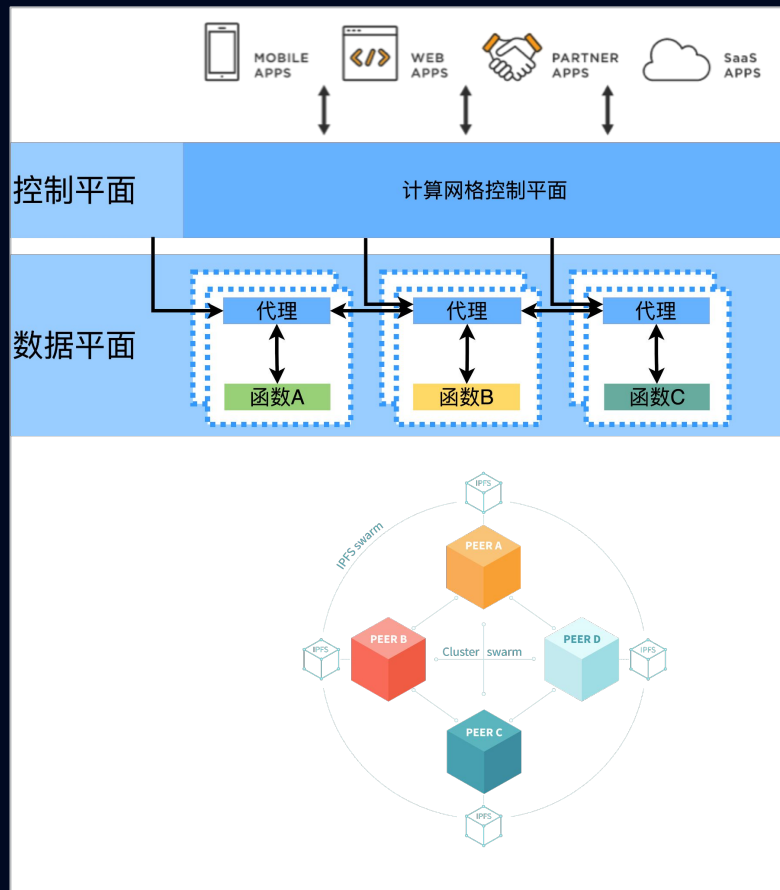 MOBILE
APPS
WEB
APPS
PARTNER
APPS
SaaS
APPS
控制平面
计算网格控制平面
数据平面
代理
代理
代理
函数A
函数B
函数C
IPFS
IPFS swarm
PEER A
PEER B
PEER D
IPFS
Cluster swarm
IPFS
PEER C
IPFS